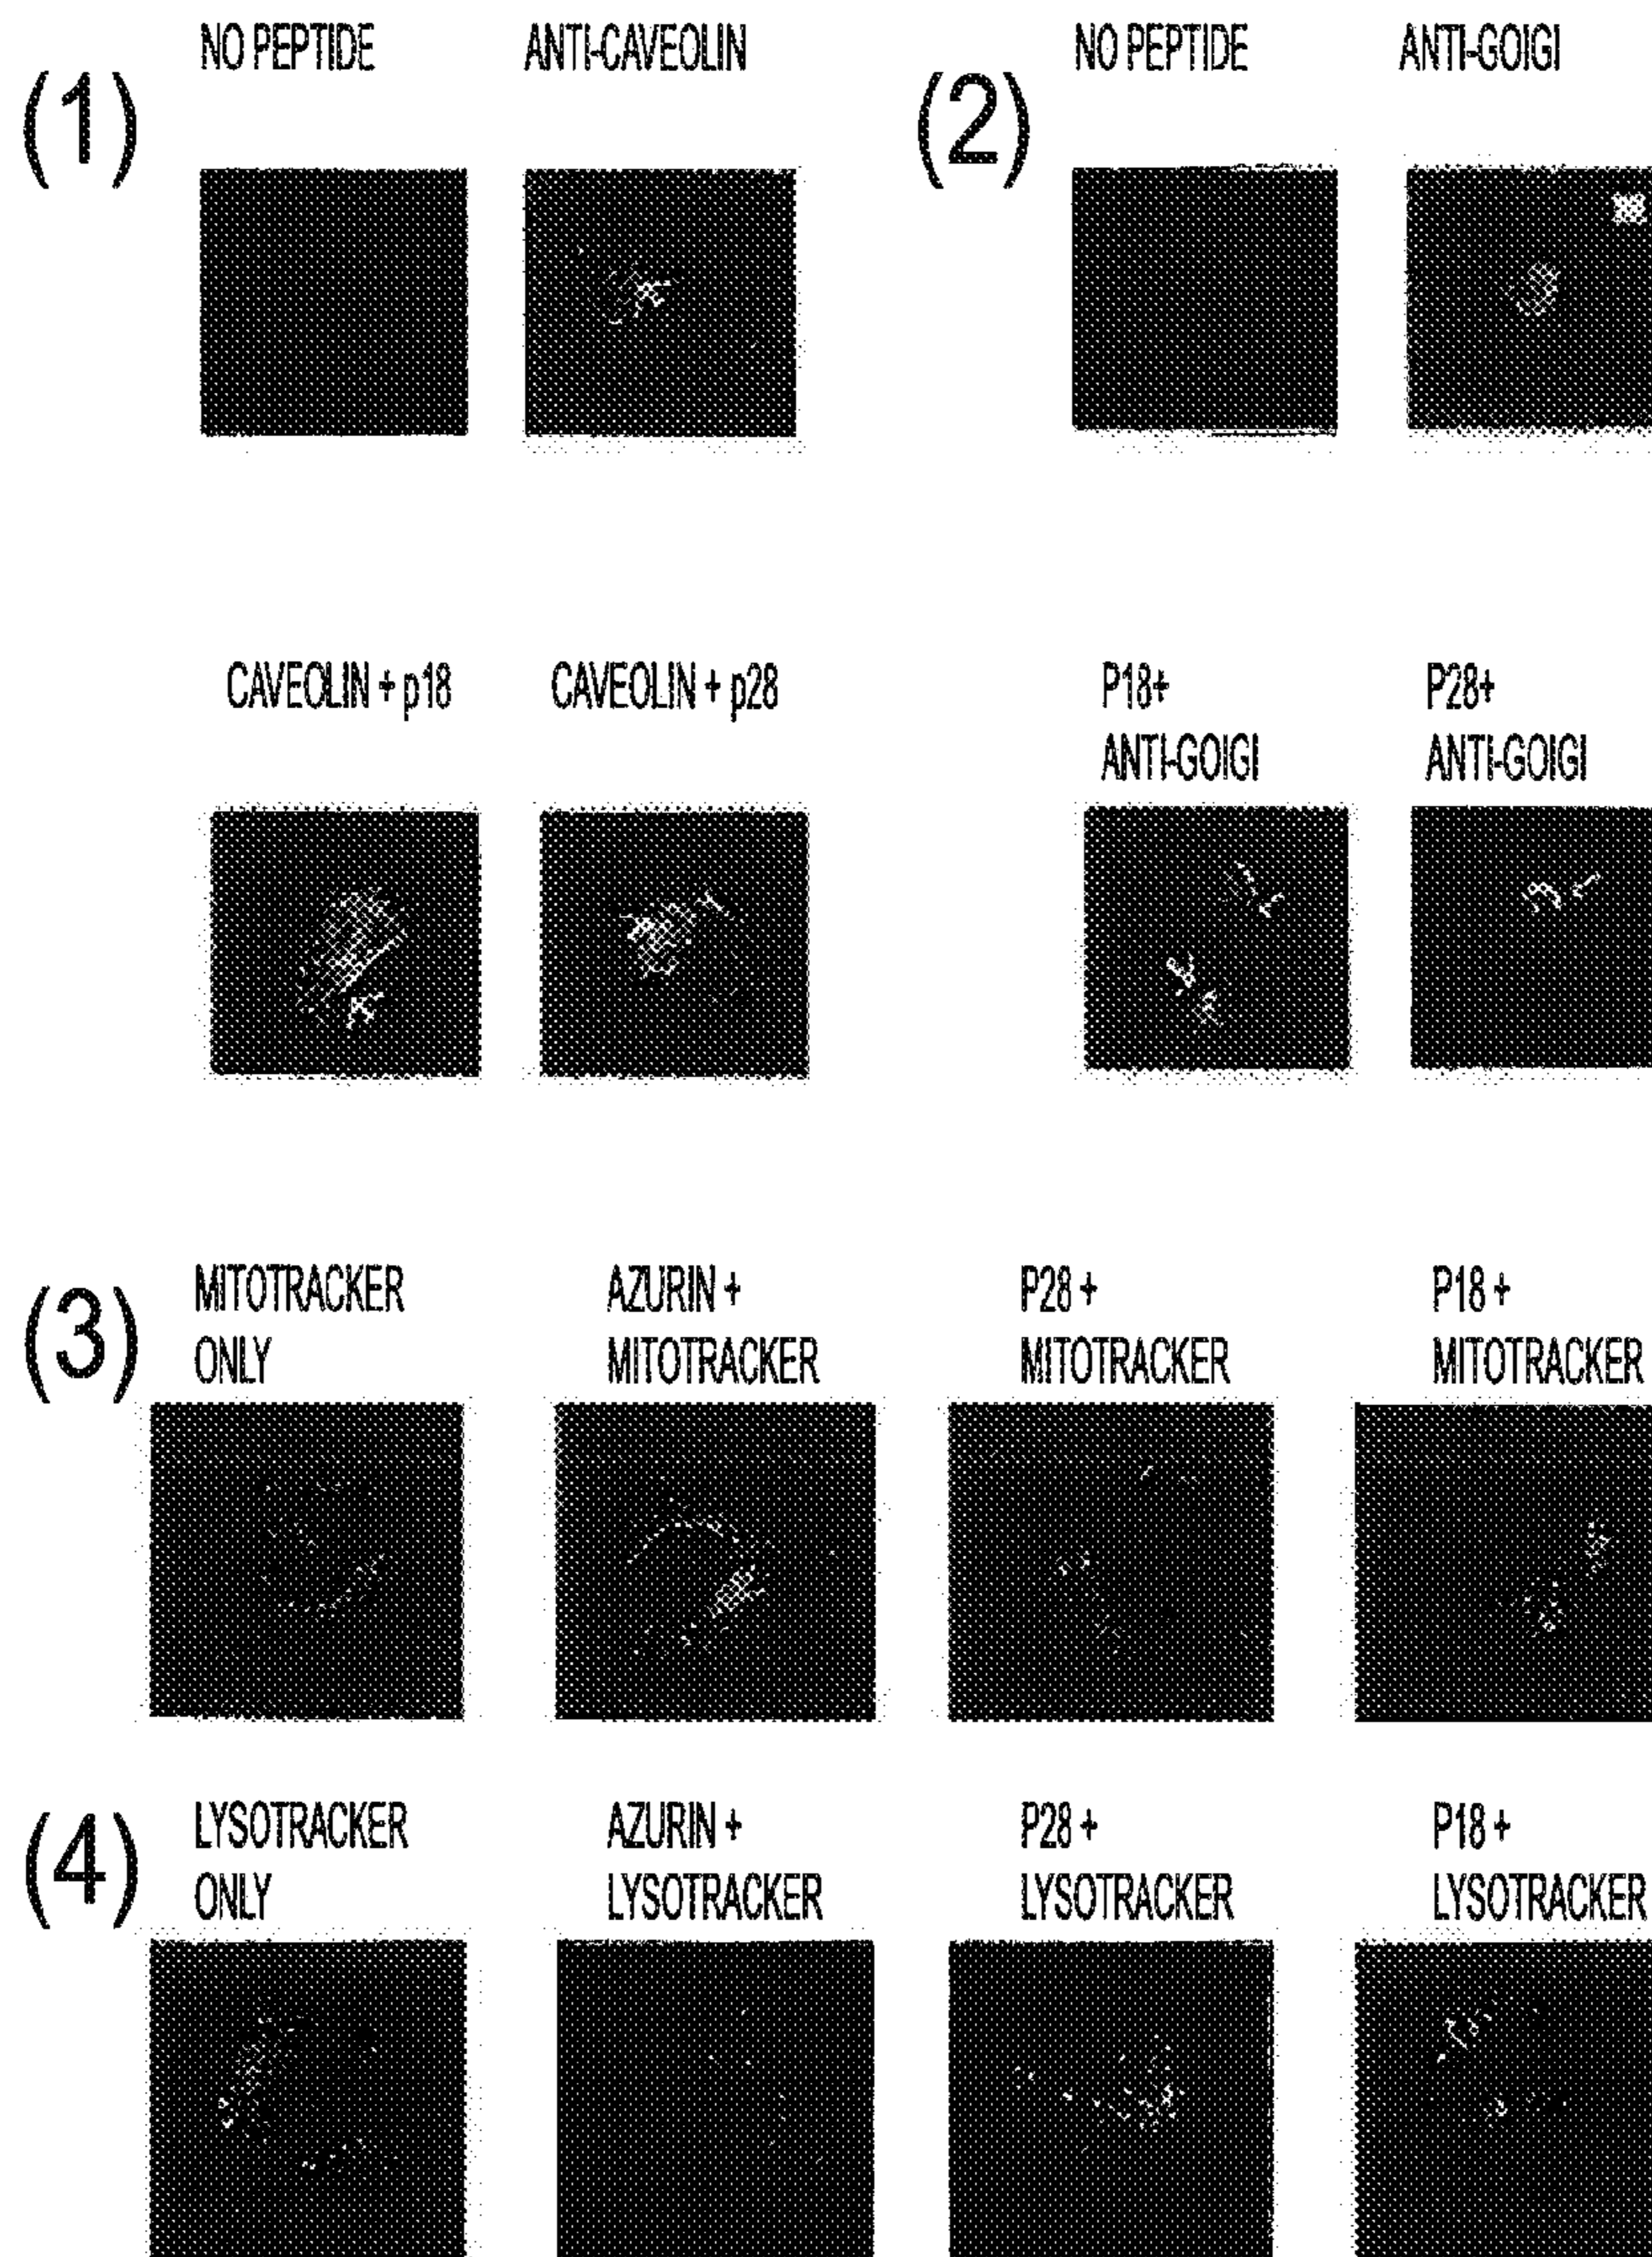 (1)
NO PEPTIDE
ANTI-CAVEOLIN
CAVEOLIN + p18
CAVEOLIN + p28
(2)
NO PEPTIDE
ANTI-GOIGI
P18+
ANTI-GOIGI
P28+
ANTI-GOIGI
(3)
MITOTRACKER
ONLY
AZURIN +
MITOTRACKER
P28 +
MITOTRACKER
P18 +
MITOTRACKER
(4)
LYSOTRACKER
ONLY
AZURIN +
LYSOTRACKER
P28 +
LYSOTRACKER
P18 +
LYSOTRACKER